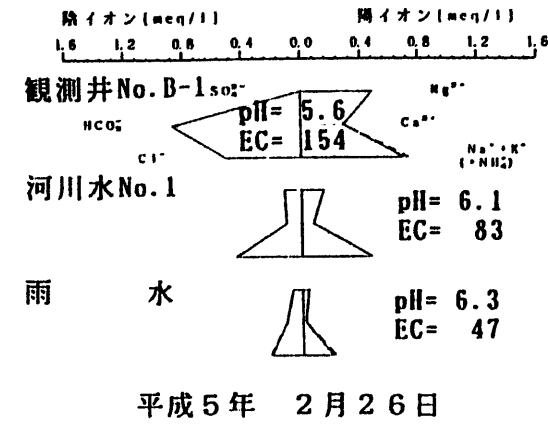 陰イオン(meq/l) 陽イオン(meq/l)
1.6 1.2 0.8 0.4 0.0 0.4 0.8 1.2 1.6
観測井No.B-1 SO₄²⁻ Mg²⁺
pH= 5.6
HCO₃⁻ Ca²⁺
EC= 154
Cl⁻ Na⁺+K⁺
(+NH₄⁺)
河川水No.1
pH= 6.1
EC= 83
雨 水
pH= 6.3
EC= 47
平成5年 2月26日